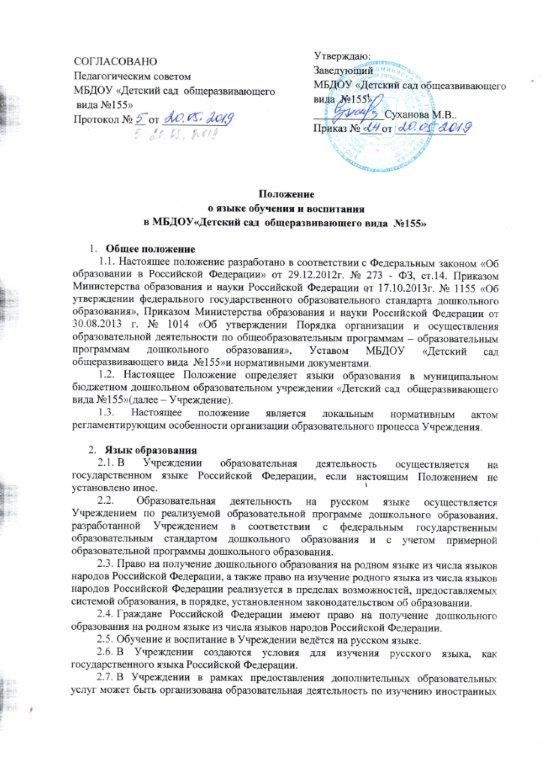 СОГЛАСОВАНО
Педагогическим советом
МБДОУ «Детский сад общеразвивающего
вида №155»
Протокол № 5 от 20.05.2019
5 20.05.2019
Утверждаю:
Заведующий
МБДОУ «Детский сад общеазвивающего
вида №155»
Суханова М.В..
Приказ № 24 от 20.05.2019
Положение
о языке обучения и воспитания
в МБДОУ«Детский сад общеразвивающего вида №155»
1. Общее положение
1.1. Настоящее положение разработано в соответствии с Федеральным законом «Об
образовании в Российской Федерации» от 29.12.2012г. № 273 - ФЗ, ст.14. Приказом
Министерства образования и науки Российской Федерации от 17.10.2013г. № 1155 «Об
утверждении федерального государственного образовательного стандарта дошкольного
образования», Приказом Министерства образования и науки Российской Федерации от
30.08.2013 г. № 1014 «Об утверждении Порядка организации и осуществления
образовательной деятельности по общеобразовательным программам – образовательным
программам дошкольного образования», Уставом МБДОУ «Детский сад
общеразвивающего вида №155»и нормативными документами.
1.2. Настоящее Положение определяет языки образования в муниципальном
бюджетном дошкольном образовательном учреждении «Детский сад общеразвивающего
вида №155»(далее – Учреждение).
1.3. Настоящее положение является локальным нормативным актом
регламентирующим особенности организации образовательного процесса Учреждения.
2. Язык образования
2.1. В Учреждении образовательная деятельность осуществляется на
государственном языке Российской Федерации, если настоящим Положением не
установлено иное.
2.2. Образовательная деятельность на русском языке осуществляется
Учреждением по реализуемой образовательной программе дошкольного образования,
разработанной Учреждением в соответствии с федеральным государственным
образовательным стандартом дошкольного образования и с учетом примерной
образовательной программы дошкольного образования.
2.3. Право на получение дошкольного образования на родном языке из числа языков
народов Российской Федерации, а также право на изучение родного языка из числа языков
народов Российской Федерации реализуется в пределах возможностей, предоставляемых
системой образования, в порядке, установленном законодательством об образовании.
2.4. Граждане Российской Федерации имеют право на получение дошкольного
образования на родном языке из числа языков народов Российской Федерации.
2.5. Обучение и воспитание в Учреждении ведётся на русском языке.
2.6. В Учреждении создаются условия для изучения русского языка, как
государственного языка Российской Федерации.
2.7. В Учреждении в рамках предоставления дополнительных образовательных
услуг может быть организована образовательная деятельность по изучению иностранных